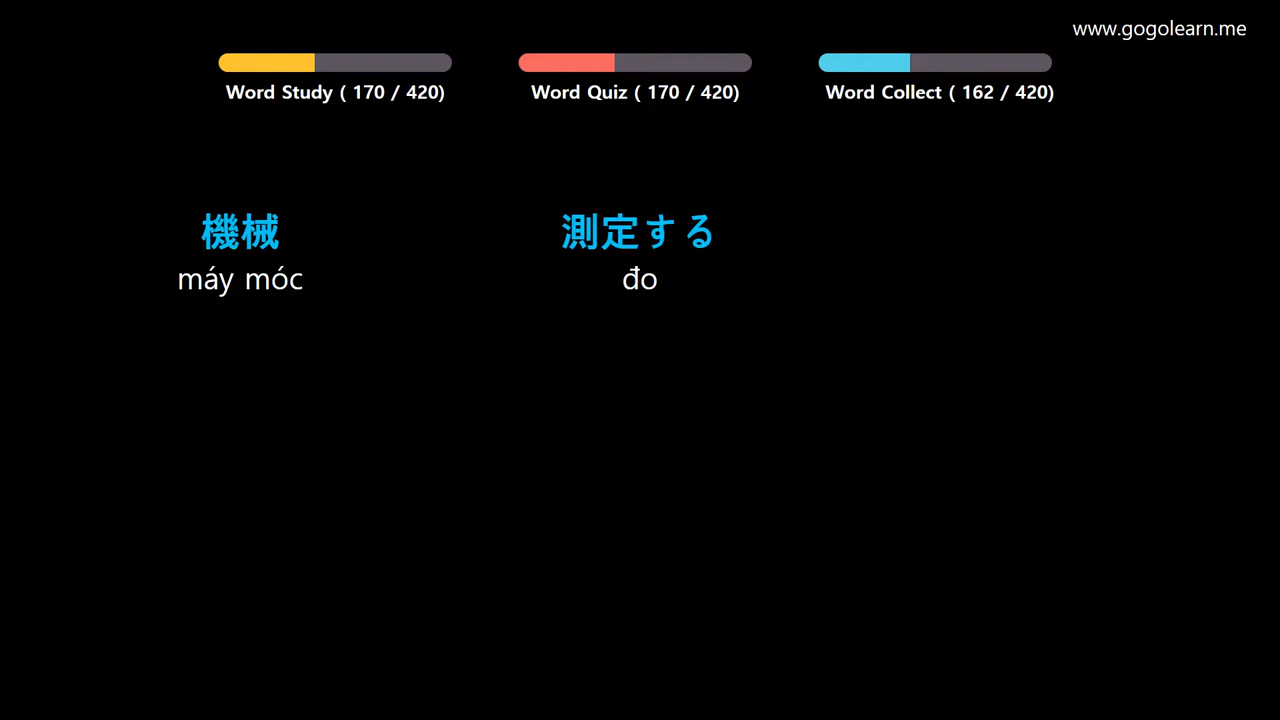 www.gogolearn.me
Word Study ( 170 / 420)
Word Quiz ( 170 / 420)
Word Collect ( 162 / 420)
機械
máy móc
測定する
đo